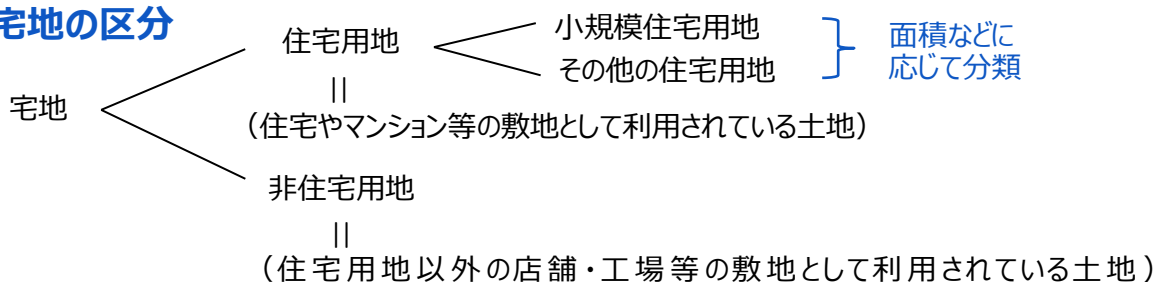 宅地の区分
小規模住宅用地
住宅用地
その他の住宅用地
面積などに
応じて分類
宅地
||
(住宅やマンション等の敷地として利用されている土地)
非住宅用地
||
(住宅用地以外の店舗・工場等の敷地として利用されている土地)